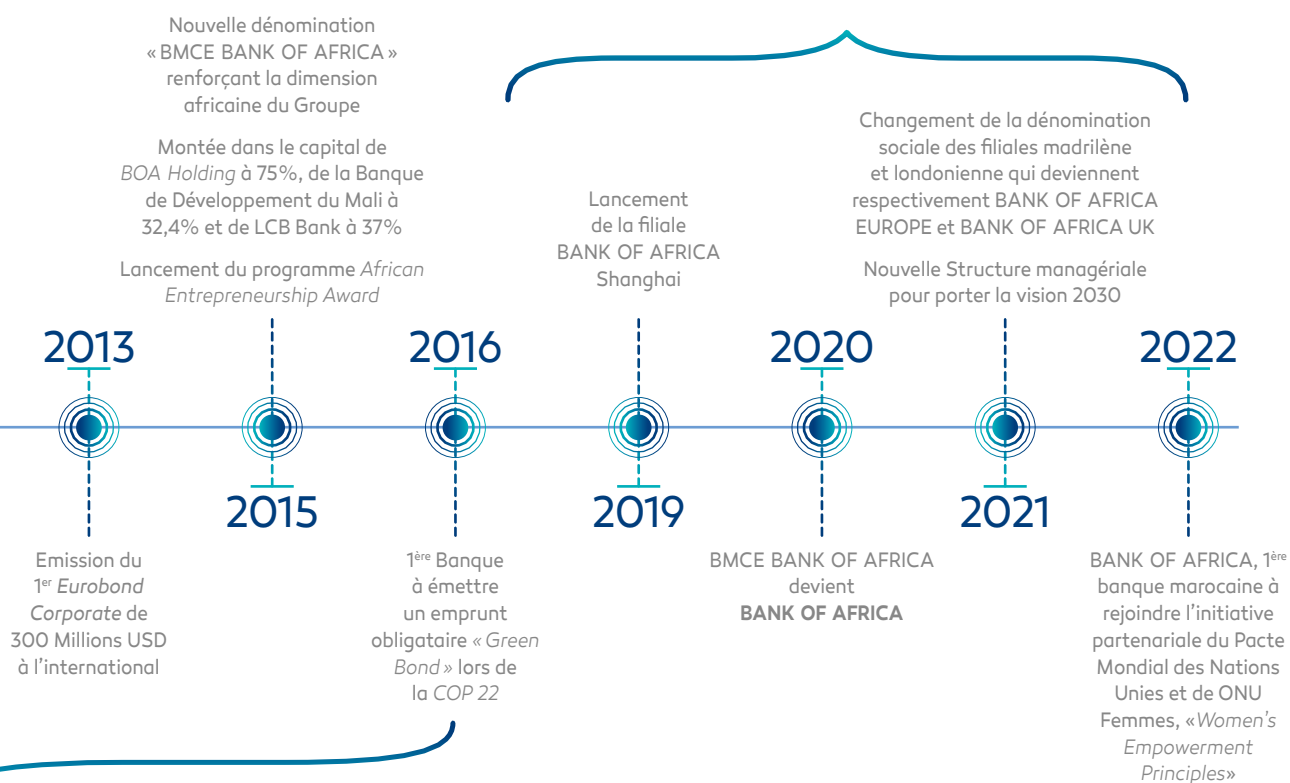 Nouvelle dénomination
« BMCE BANK OF AFRICA »
renforçant la dimension
africaine du Groupe
Montée dans le capital de
BOA Holding à 75%, de la Banque
de Développement du Mali à
32,4% et de LCB Bank à 37%
Lancement du programme African
Entrepreneurship Award
Lancement
de la filiale
BANK OF AFRICA
Shanghai
Changement de la dénomination
sociale des filiales madrilène
et londonienne qui deviennent
respectivement BANK OF AFRICA
EUROPE et BANK OF AFRICA UK
Nouvelle Structure managériale
pour porter la vision 2030
2013
2016
2020
2022
2015
2019
2021
Emission du
1er Eurobond
Corporate de
300 Millions USD
à l’international
1ère Banque
à émettre
un emprunt
obligataire « Green
Bond » lors de
la COP 22
BMCE BANK OF AFRICA
devient
BANK OF AFRICA
BANK OF AFRICA, 1ère
banque marocaine à
rejoindre l’initiative
partenariale du Pacte
Mondial des Nations
Unies et de ONU
Femmes, «Women’s
Empowerment
Principles»